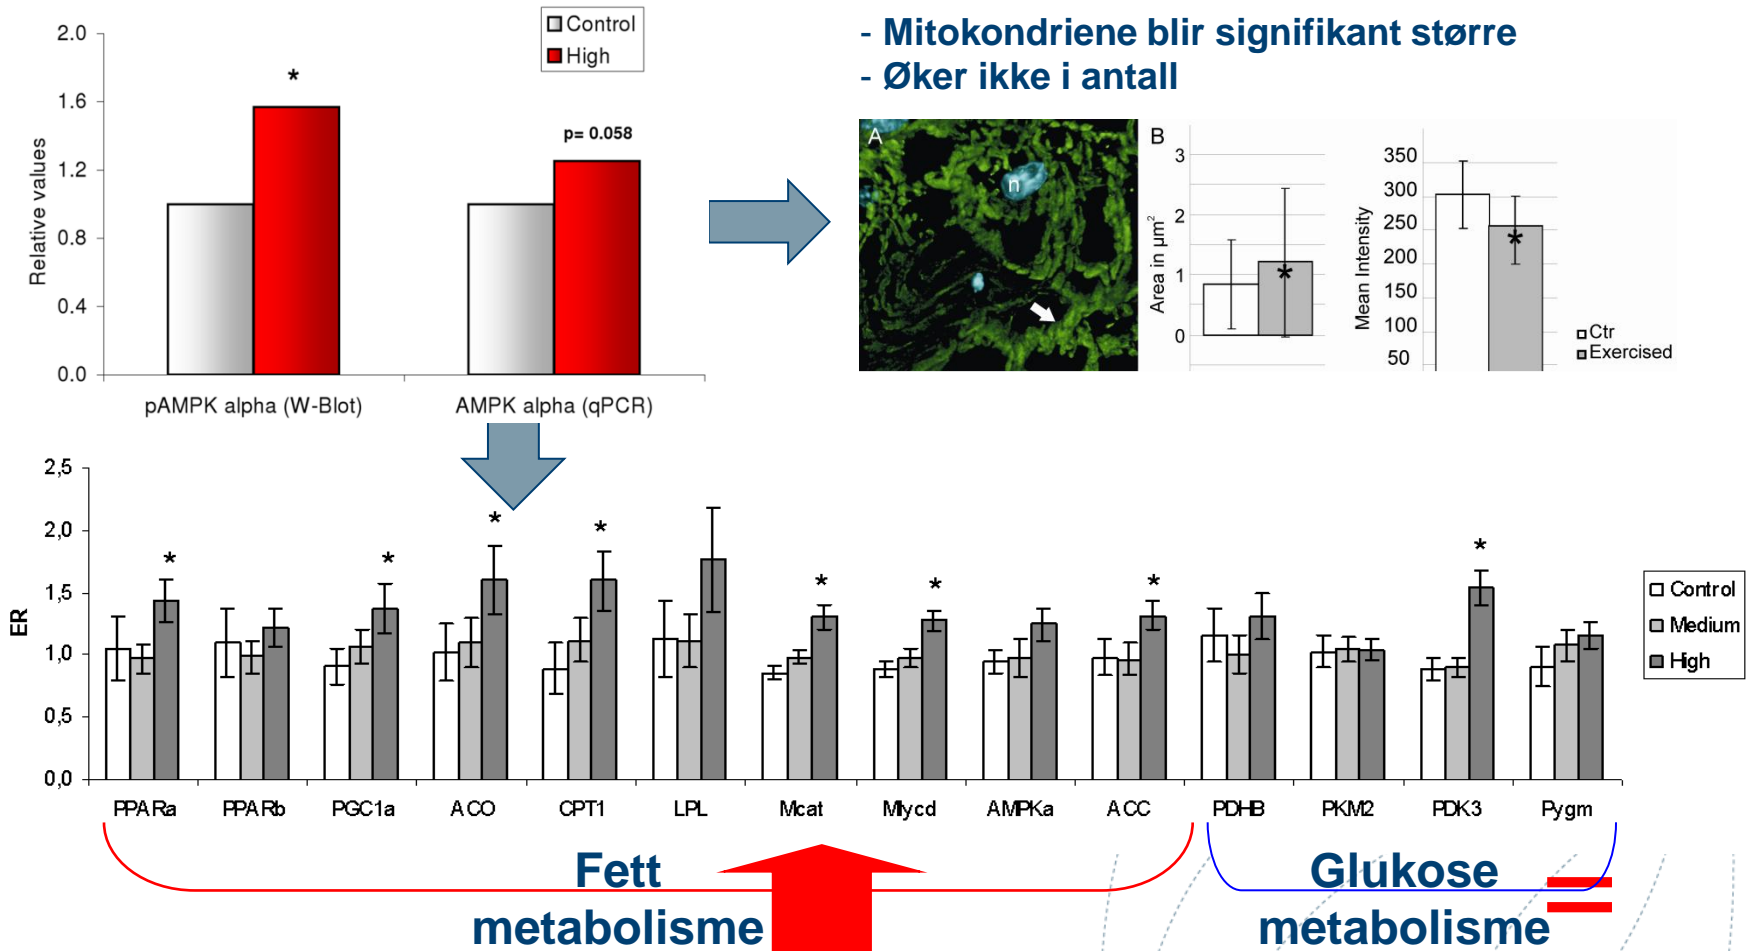 Control
High
2.0
1.6
1.2
0.8
0.4
0.0
Relative values
*
p= 0.058
pAMPK alpha (W-Blot)
AMPK alpha (qPCR)
- Mitokondriene blir signifikant større
- Øker ikke i antall
A
n
B
3
2
1
0
Area in µm²
*
350
300
250
200
150
100
50
Mean Intensity
*
Ctr
Exercised
2,5
2,0
1,5
1,0
0,5
0,0
ER
* * * * * * * *
Control
Medium
High
PPARa PPARb PGC1a ACO CPT1 LPL Mcat Mlycd AMPKa ACC PDHB PKM2 PDK3 Pygm
Fett
metabolisme
Glukose
metabolisme